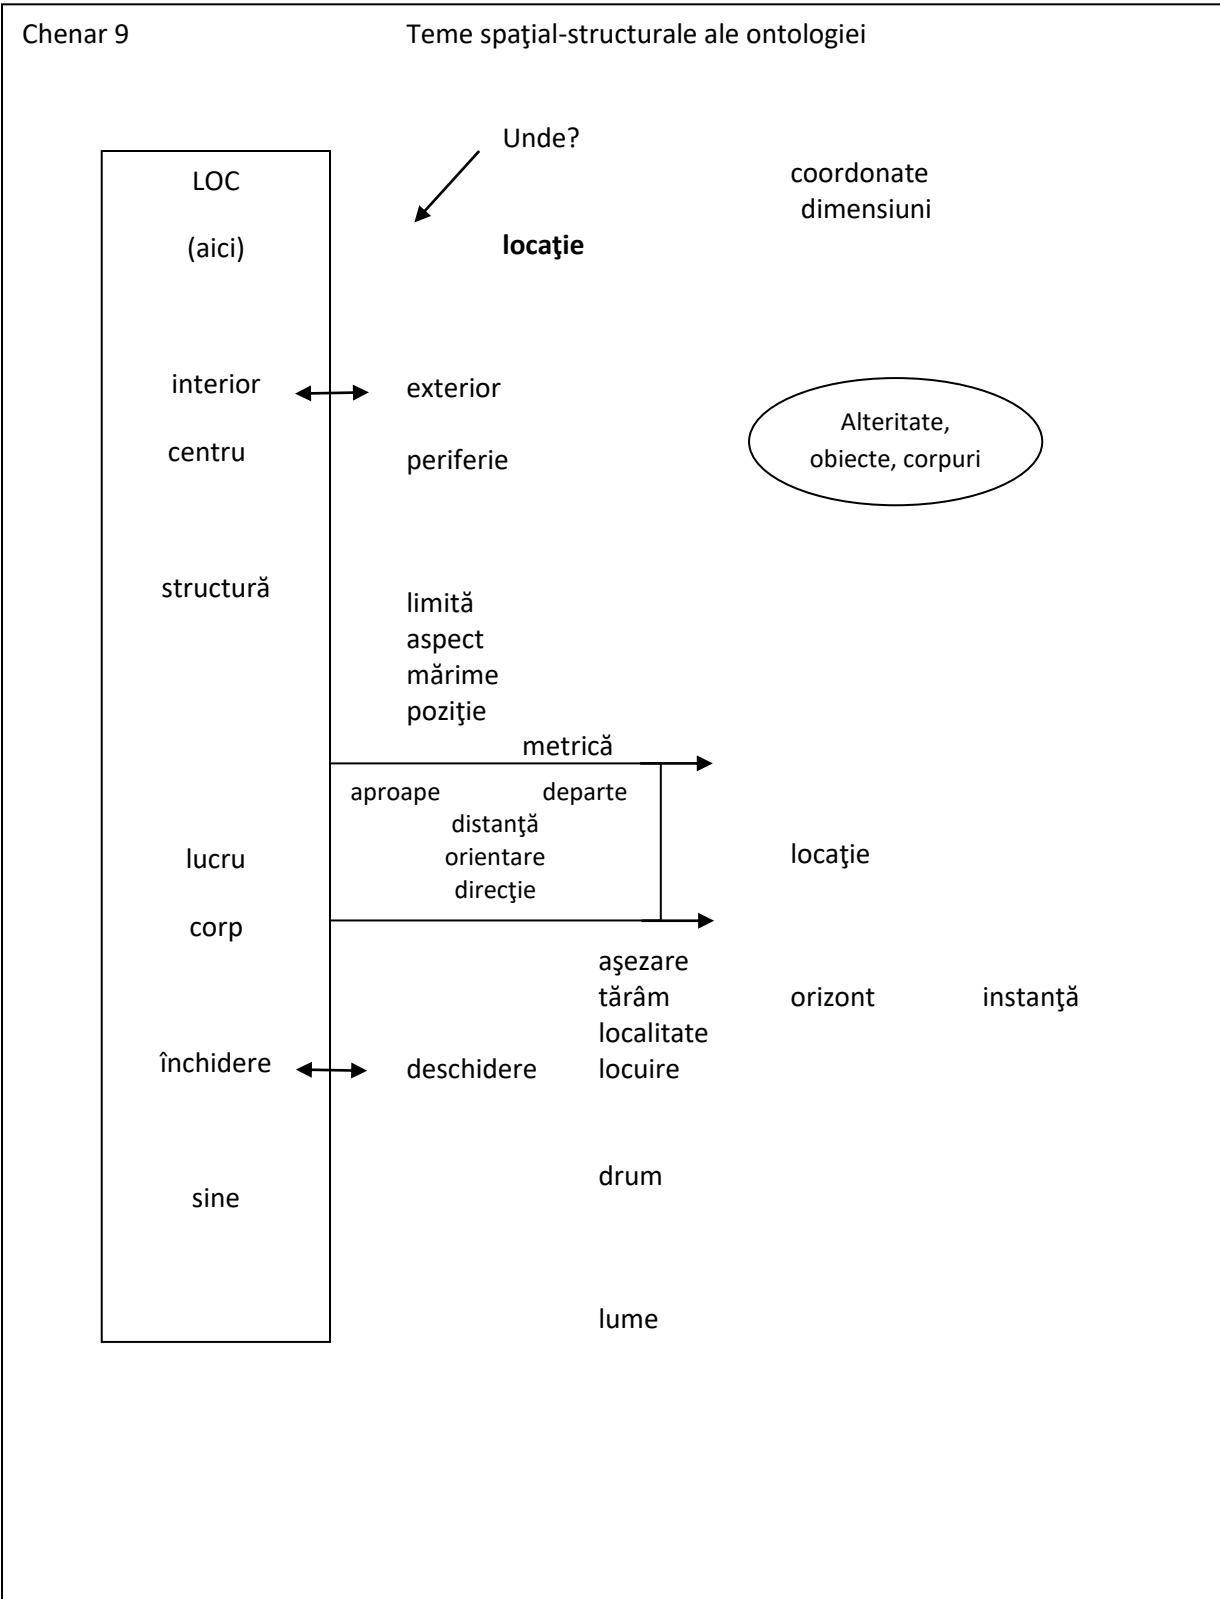 Chenar 9 Teme spaţial-structurale ale ontologiei
Unde?
LOC
coordonate
dimensiuni
(aici)
locaţie
interior
exterior
centru
periferie
Alteritate,
obiecte, corpuri
structură
limită
aspect
mărime
poziţie
metrică
aproape departe
distanţă
orientare
direcţie
lucru
locaţie
corp
aşezare
tărâm orizont instanţă
localitate
închidere
deschidere locuire
drum
sine
lume